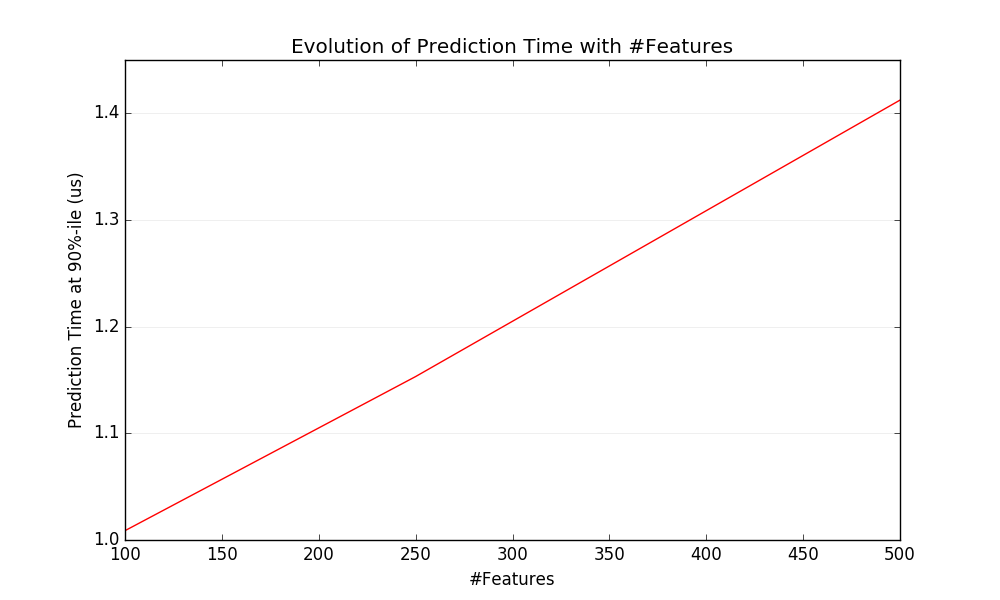 Evolution of Prediction Time with #Features
Prediction Time at 90%-ile (us)
1.4
1.3
1.2
1.1
1.0
100 150 200 250 300 350 400 450 500
#Features